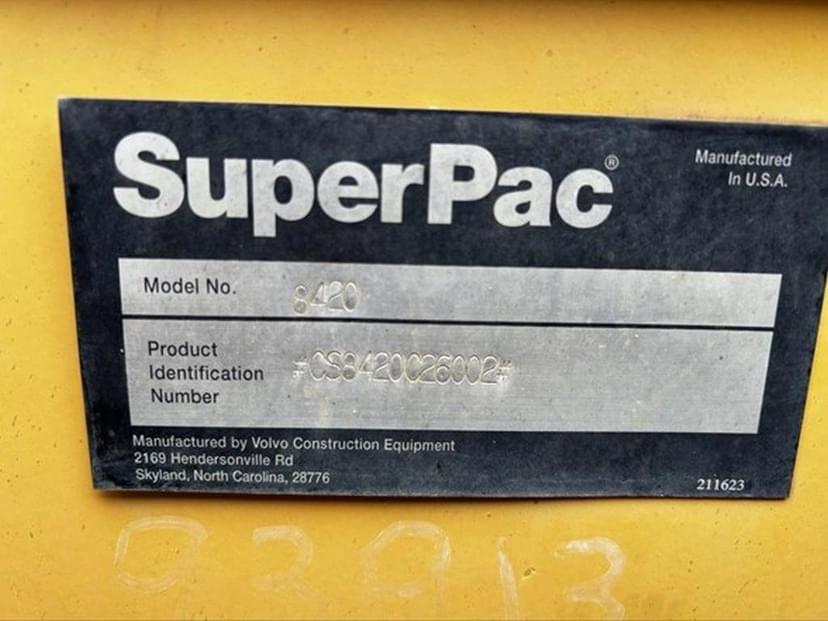 SuperPac®
Manufactured
In U.S.A.
Model No. 8420
Product
Identification
Number
*CS8420C26002*
Manufactured by Volvo Construction Equipment
2169 Hendersonville Rd
Skyland, North Carolina, 28776
211623
92913